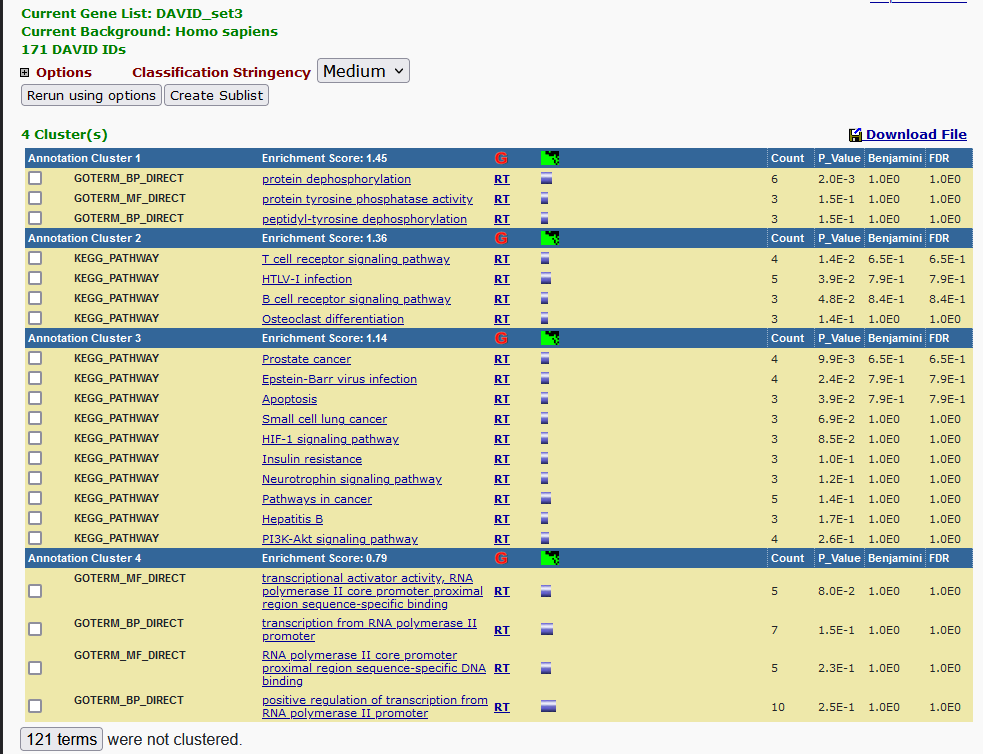 Current Gene List: DAVID_set3
Current Background: Homo sapiens
171 DAVID IDs
Options Classification Stringency Medium
Rerun using options Create Sublist
4 Cluster(s) Download File
Annotation Cluster 1 Enrichment Score: 1.45 G Count P_Value Benjamini FDR
GOTERM_BP_DIRECT protein dephosphorylation RT 6 2.0E-3 1.0E0 1.0E0
GOTERM_MF_DIRECT protein tyrosine phosphatase activity RT 3 1.5E-1 1.0E0 1.0E0
GOTERM_BP_DIRECT peptidyl-tyrosine dephosphorylation RT 3 1.5E-1 1.0E0 1.0E0
Annotation Cluster 2 Enrichment Score: 1.36 G Count P_Value Benjamini FDR
KEGG_PATHWAY T cell receptor signaling pathway RT 4 1.4E-2 6.5E-1 6.5E-1
KEGG_PATHWAY HTLV-I infection RT 5 3.9E-2 7.9E-1 7.9E-1
KEGG_PATHWAY B cell receptor signaling pathway RT 3 4.8E-2 8.4E-1 8.4E-1
KEGG_PATHWAY Osteoclast differentiation RT 3 1.4E-1 1.0E0 1.0E0
Annotation Cluster 3 Enrichment Score: 1.14 G Count P_Value Benjamini FDR
KEGG_PATHWAY Prostate cancer RT 4 9.9E-3 6.5E-1 6.5E-1
KEGG_PATHWAY Epstein-Barr virus infection RT 4 2.4E-2 7.9E-1 7.9E-1
KEGG_PATHWAY Apoptosis RT 3 3.9E-2 7.9E-1 7.9E-1
KEGG_PATHWAY Small cell lung cancer RT 3 6.9E-2 1.0E0 1.0E0
KEGG_PATHWAY HIF-1 signaling pathway RT 3 8.5E-2 1.0E0 1.0E0
KEGG_PATHWAY Insulin resistance RT 3 1.0E-1 1.0E0 1.0E0
KEGG_PATHWAY Neurotrophin signaling pathway RT 3 1.2E-1 1.0E0 1.0E0
KEGG_PATHWAY Pathways in cancer RT 5 1.4E-1 1.0E0 1.0E0
KEGG_PATHWAY Hepatitis B RT 3 1.7E-1 1.0E0 1.0E0
KEGG_PATHWAY PI3K-Akt signaling pathway RT 4 2.6E-1 1.0E0 1.0E0
Annotation Cluster 4 Enrichment Score: 0.79 G Count P_Value Benjamini FDR
GOTERM_MF_DIRECT transcriptional activator activity, RNA
polymerase II core promoter proximal RT 5 8.0E-2 1.0E0 1.0E0
region sequence-specific binding
GOTERM_BP_DIRECT transcription from RNA polymerase II
promoter RT 7 1.5E-1 1.0E0 1.0E0
GOTERM_MF_DIRECT RNA polymerase II core promoter
proximal region sequence-specific DNA RT 5 2.3E-1 1.0E0 1.0E0
binding
GOTERM_BP_DIRECT positive regulation of transcription from
RNA polymerase II promoter RT 10 2.5E-1 1.0E0 1.0E0
121 terms were not clustered.